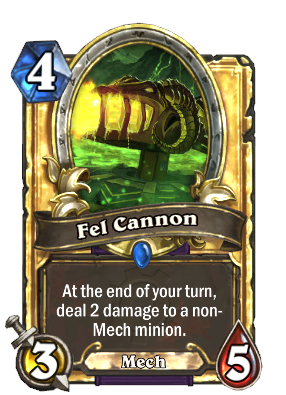 4
Fel Cannon
At the end of your turn,
deal 2 damage to a non-
Mech minion.
3
Mech
5